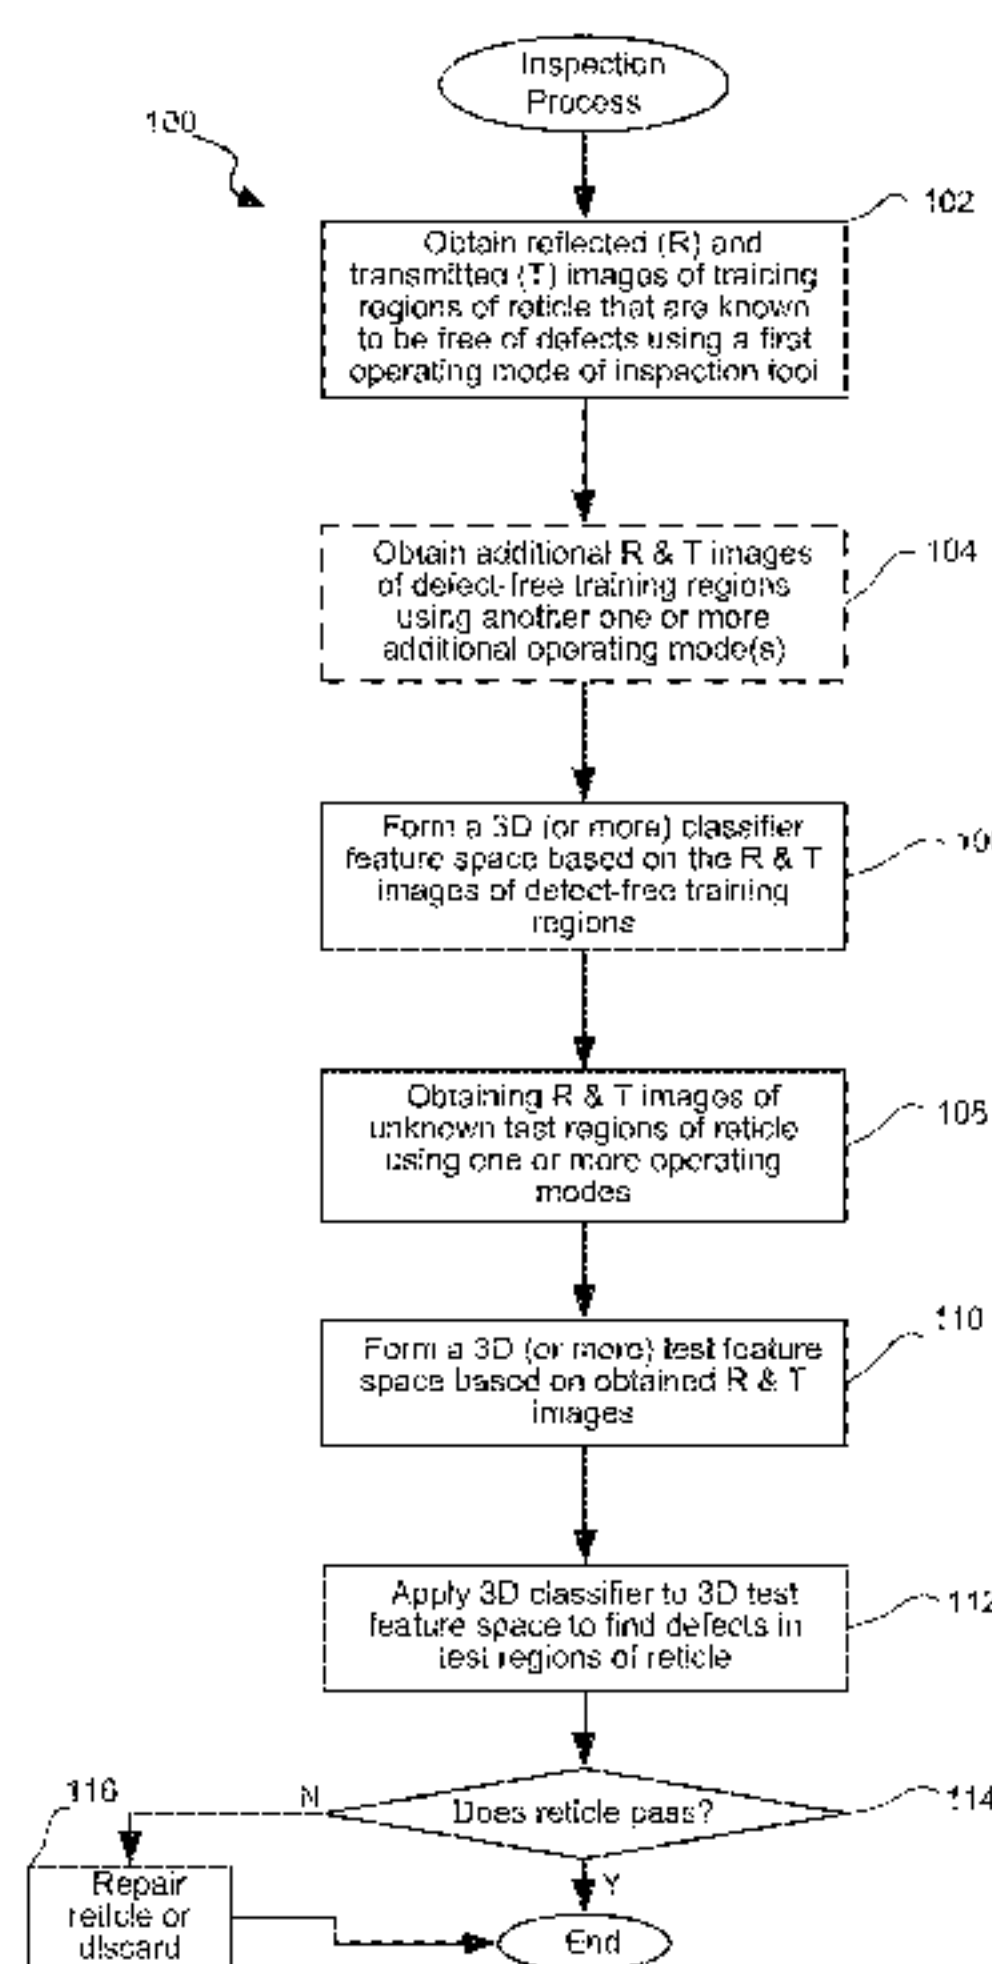 Inspection
Process
100
102
Obtain reflected (R) and
transmitted (T) images of training
regions of reticle that are known
to be free of defects using a first
operating mode of inspection tool
104
Obtain additional R & T images
of defect-free training regions
using another one or more
additional operating mode(s)
Form a 3D (or more) classifier
feature space based on the R & T
images of defect-free training
regions
108
Obtaining R & T images of
unknown test regions of reticle
using one or more operating
modes
110
Form a 3D (or more) test feature
space based on obtained R & T
images
112
Apply 3D classifier to 3D test
feature space to find defects in
test regions of reticle
114
Does reticle pass?
N
Y
116
Repair
reticle or
discard
End